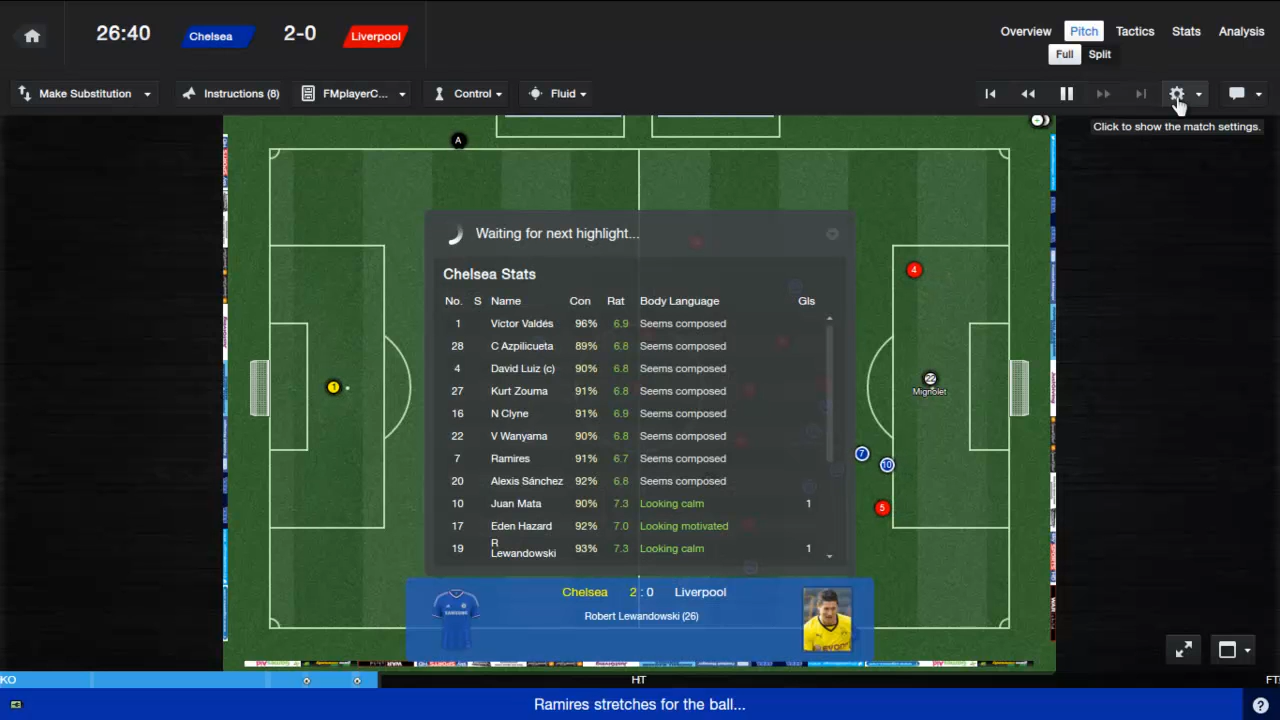 26:40
Chelsea
2-0
Liverpool
Overview
Pitch
Tactics
Stats
Analysis
Full
Split
Make Substitution
Instructions (8)
FMplayerC...
Control
Fluid
Click to show the match settings.
A
Waiting for next highlight...
Chelsea Stats
No. S Name Con Rat Body Language Gls
1 Victor Valdés 96% 6.9 Seems composed
28 C Azpilicueta 89% 6.8 Seems composed
4 David Luiz (c) 90% 6.8 Seems composed
27 Kurt Zouma 91% 6.8 Seems composed
16 N Clyne 91% 6.9 Seems composed
22 V Wanyama 90% 6.8 Seems composed
7 Ramires 91% 6.7 Seems composed
20 Alexis Sánchez 92% 6.8 Seems composed
10 Juan Mata 90% 7.3 Looking calm 1
17 Eden Hazard 92% 7.0 Looking motivated
19 R Lewandowski 93% 7.3 Looking calm 1
4
1
22
Mignolet
7
10
5
Chelsea 2 : 0 Liverpool
Robert Lewandowski (26)
SAMSUNG
KO
HT
FT
Ramires stretches for the ball...
?